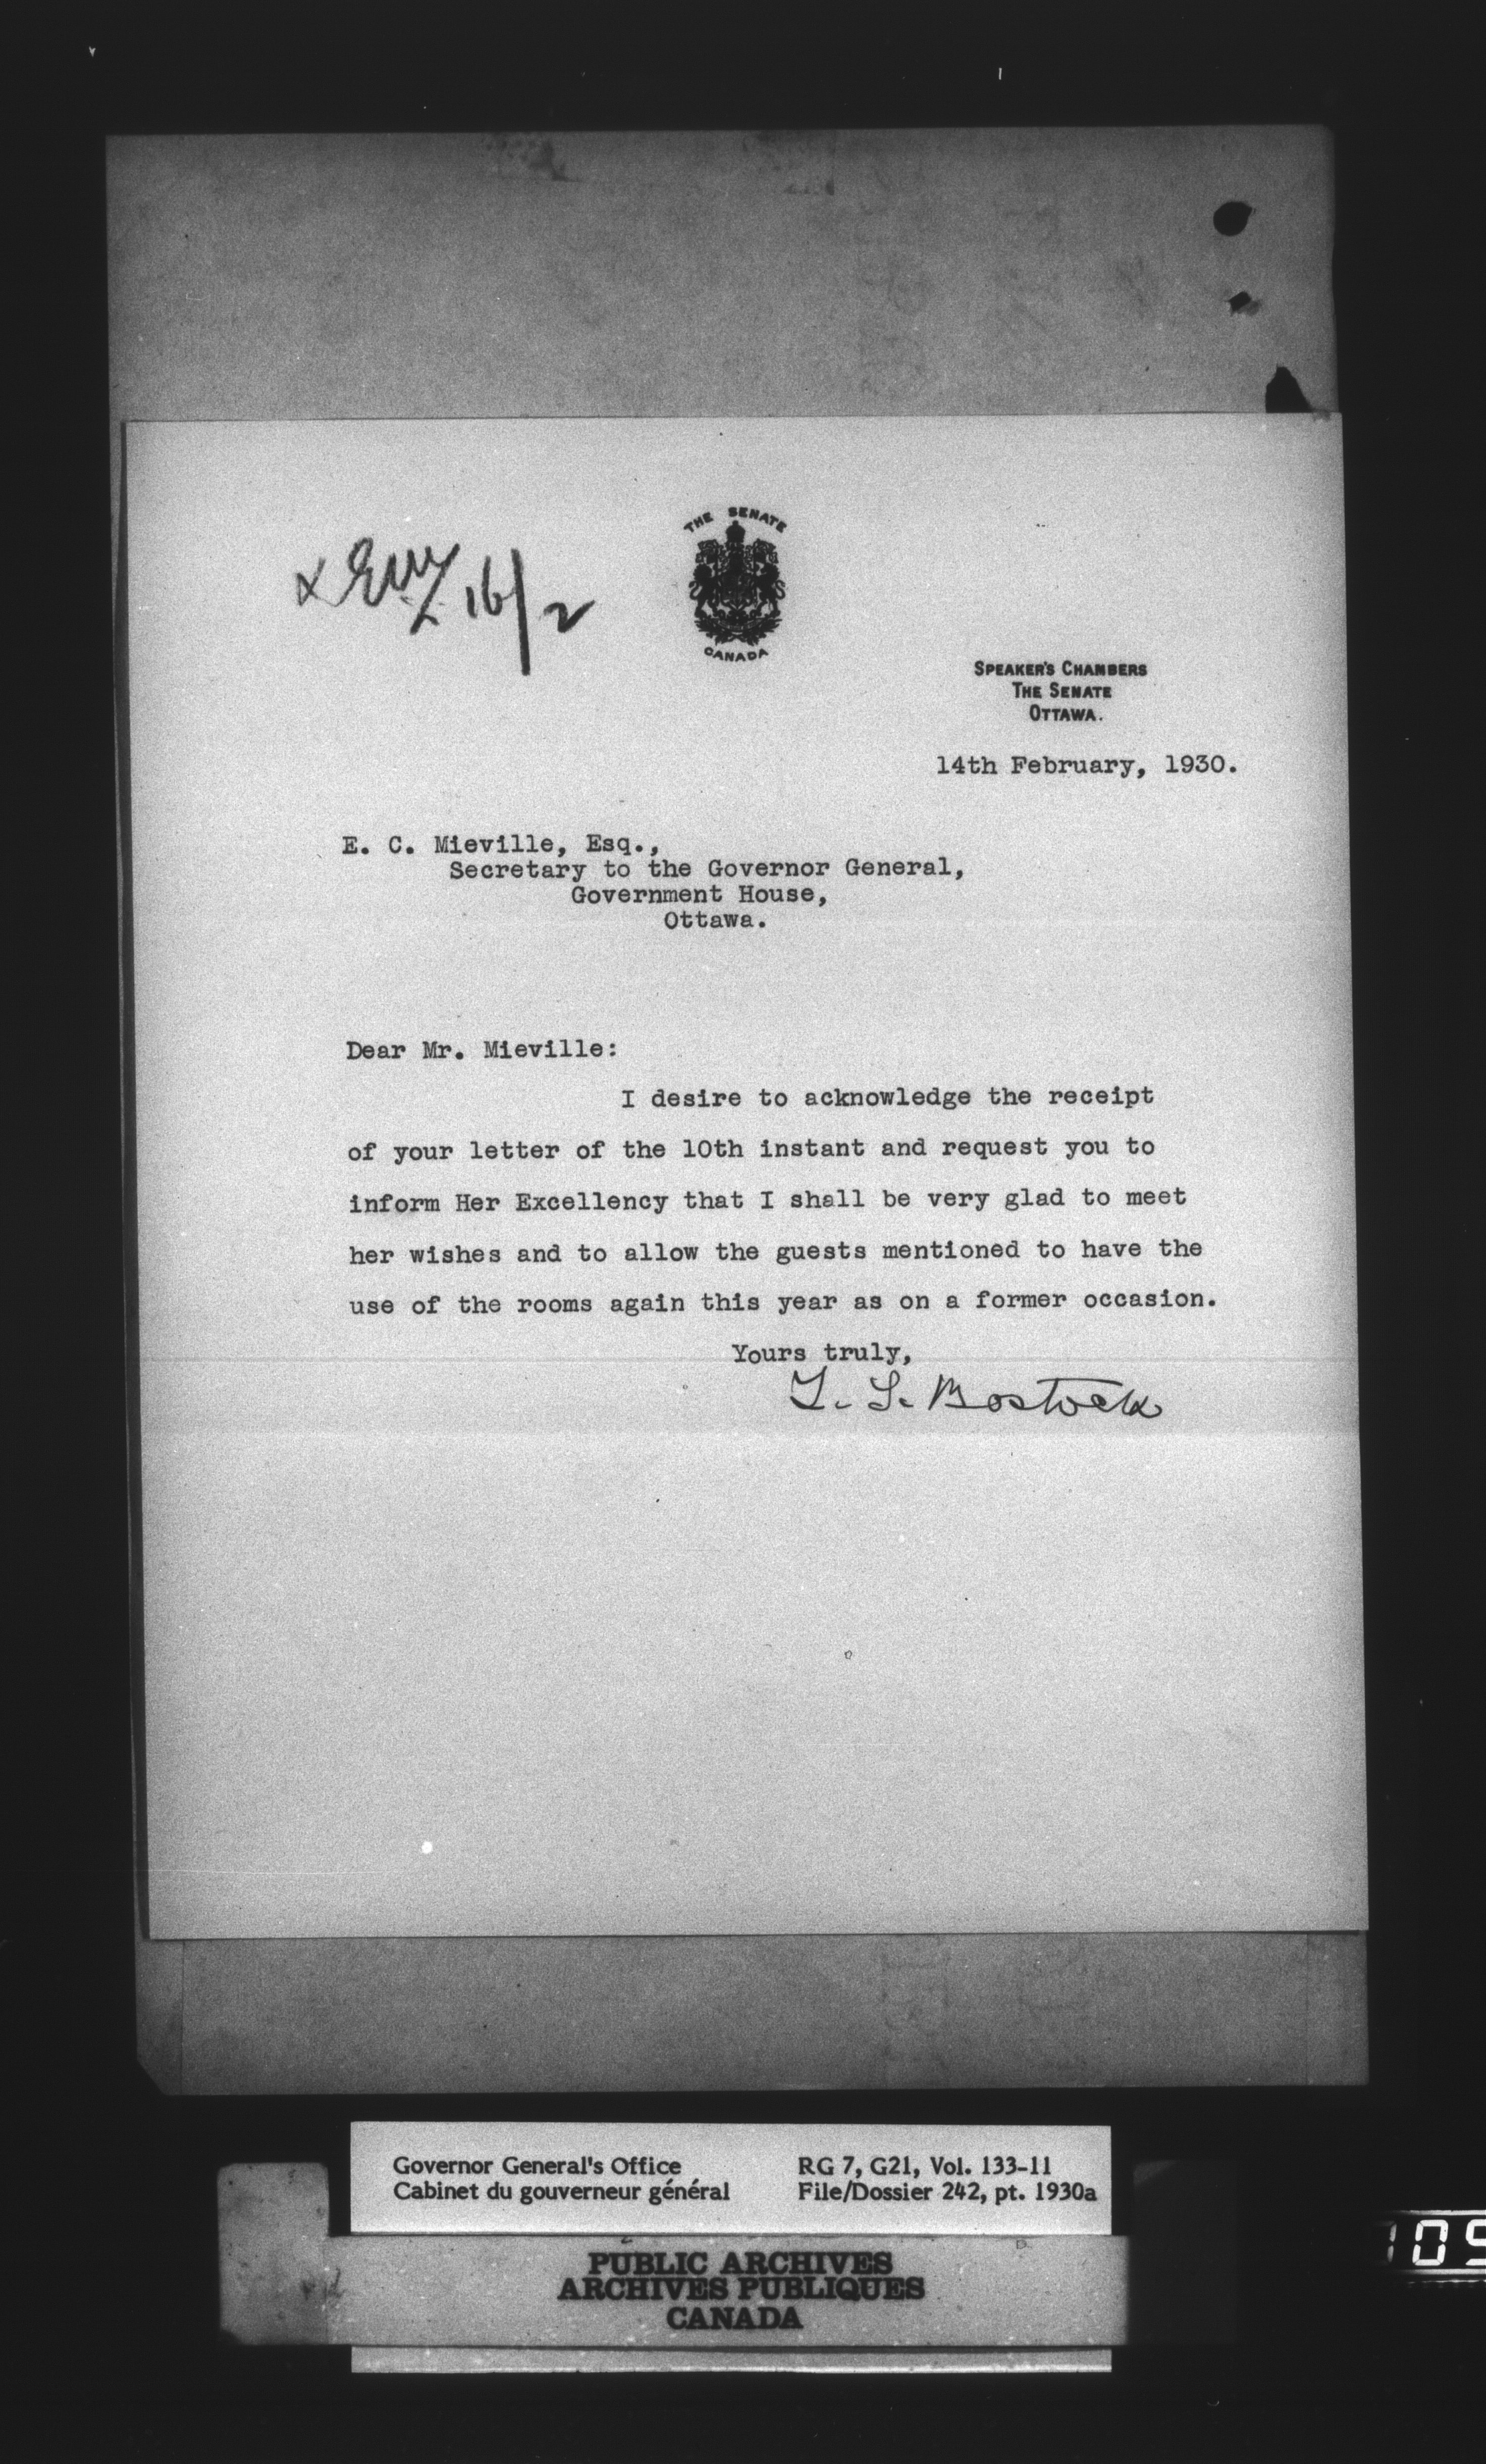 THE SENATE
CANADA
16/2
SPEAKER'S CHAMBERS
THE SENATE
OTTAWA.
14th February, 1930.
E. C. Mieville, Esq.,
Secretary to the Governor General,
Government House,
Ottawa.
Dear Mr. Mieville:
I desire to acknowledge the receipt
of your letter of the 10th instant and request you to
inform Her Excellency that I shall be very glad to meet
her wishes and to allow the guests mentioned to have the
use of the rooms again this year as on a former occasion.
Yours truly,
Bostock
Governor General's Office
Cabinet du gouverneur général
RG 7, G21, Vol. 133-11
File/Dossier 242, pt. 1930a
PUBLIC ARCHIVES
ARCHIVES PUBLIQUES
CANADA